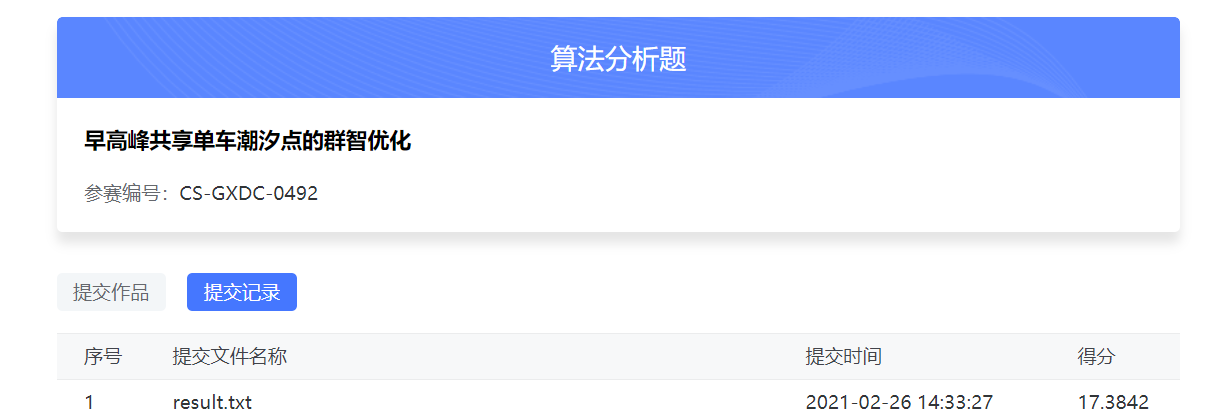 算法分析题
早高峰共享单车潮汐点的群智优化
参赛编号：CS-GXDC-0492
提交作品 提交记录
序号 提交文件名称 提交时间 得分
1 result.txt 2021-02-26 14:33:27 17.3842